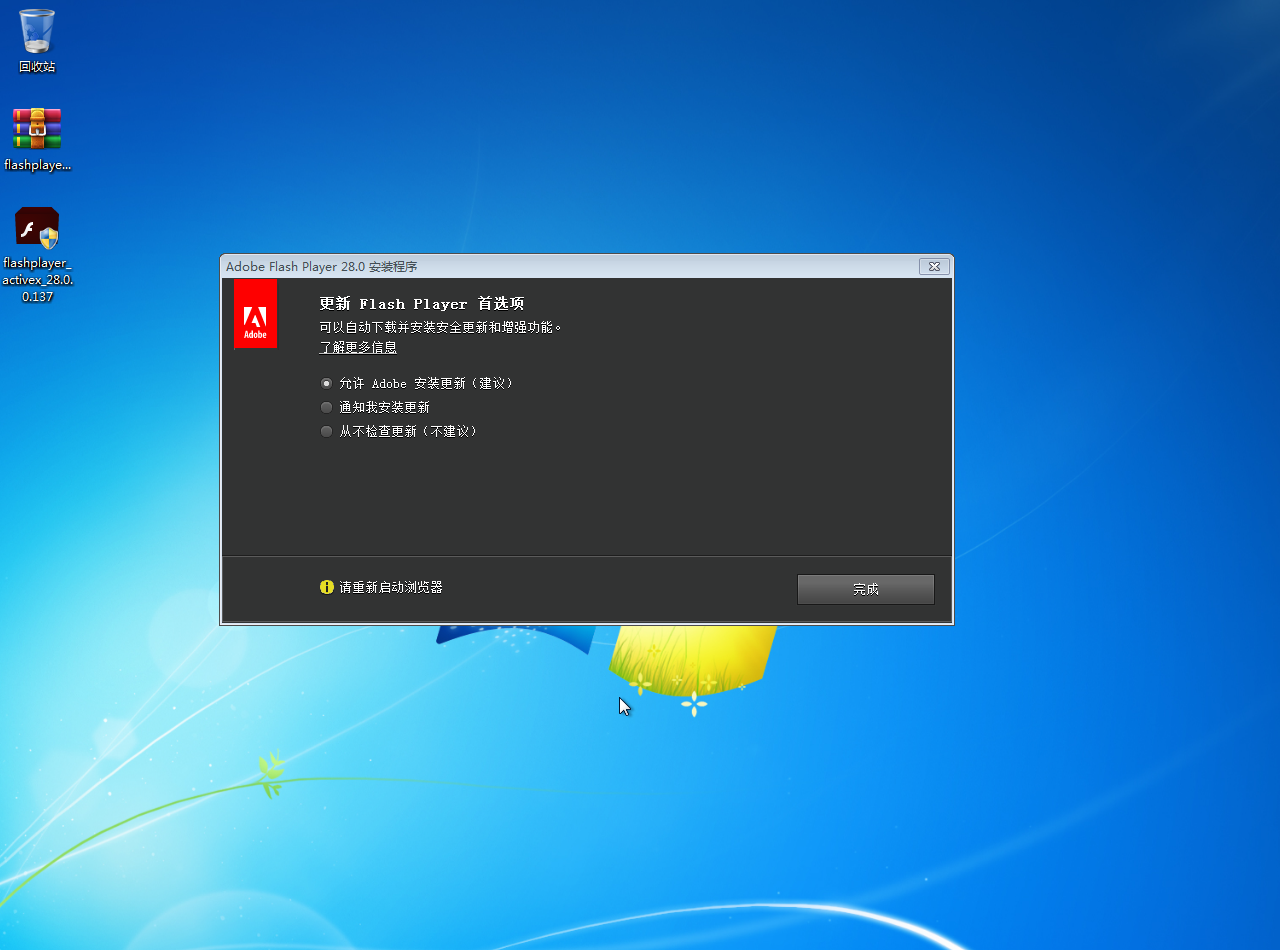 回收站
flashplaye...
flashplayer_
activex_28.0.
0.137
Adobe Flash Player 28.0 安装程序
Adobe
更新 Flash Player 首选项
可以自动下载并安装安全更新和增强功能。
了解更多信息
允许 Adobe 安装更新（建议）
通知我安装更新
从不检查更新（不建议）
请重新启动浏览器
完成